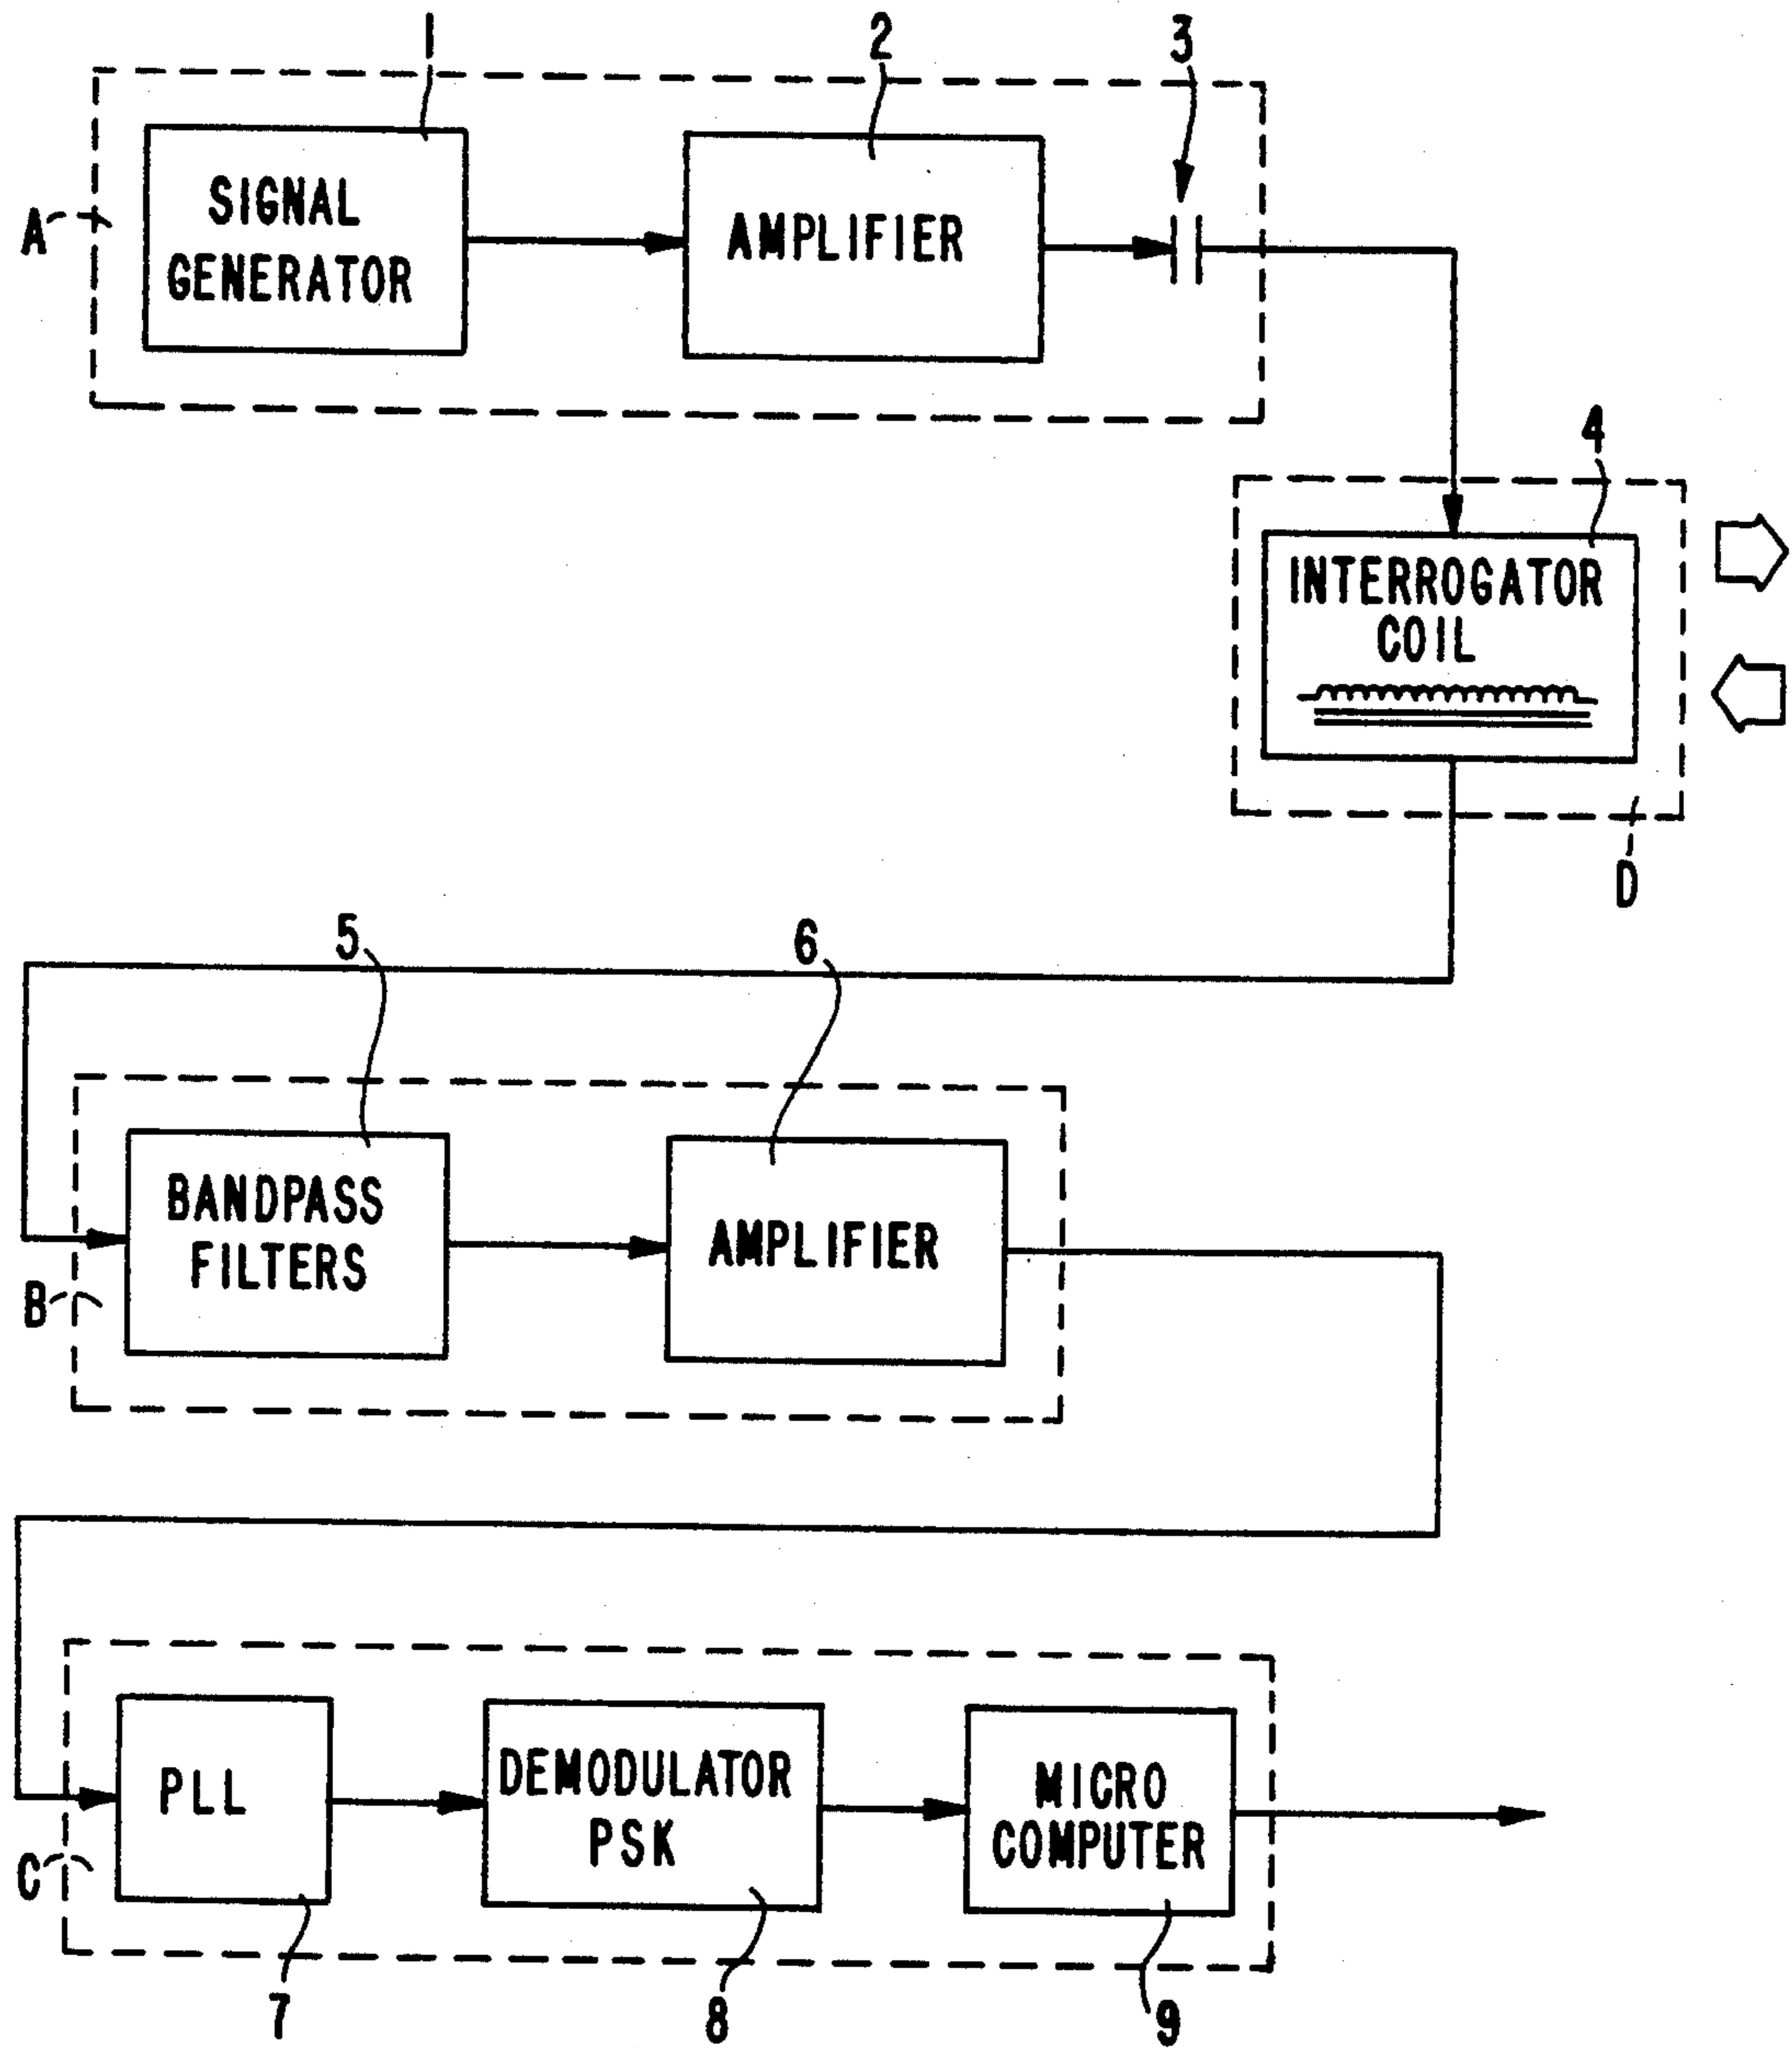 1
2
3
A
SIGNAL
GENERATOR
AMPLIFIER
4
INTERROGATOR
COIL
D
5
6
BANDPASS
FILTERS
AMPLIFIER
B
PLL
DEMODULATOR
PSK
MICRO
COMPUTER
C
7
8
9